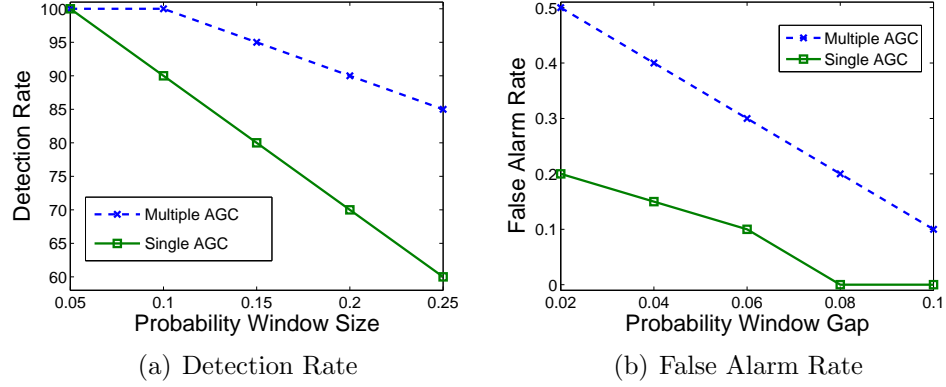 100
95
90
85
80
75
70
65
60
Detection Rate
0.05 0.1 0.15 0.2 0.25
Probability Window Size
Multiple AGC
Single AGC
(a) Detection Rate
0.5
0.4
0.3
0.2
0.1
0
False Alarm Rate
0.02 0.04 0.06 0.08 0.1
Probability Window Gap
Multiple AGC
Single AGC
(b) False Alarm Rate